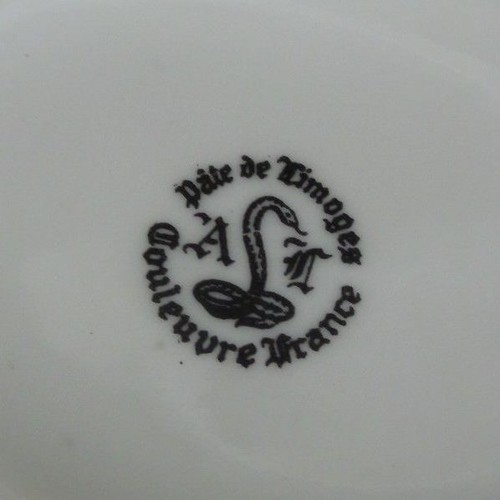 Pâte de Limoges
A L
Couleuvre France